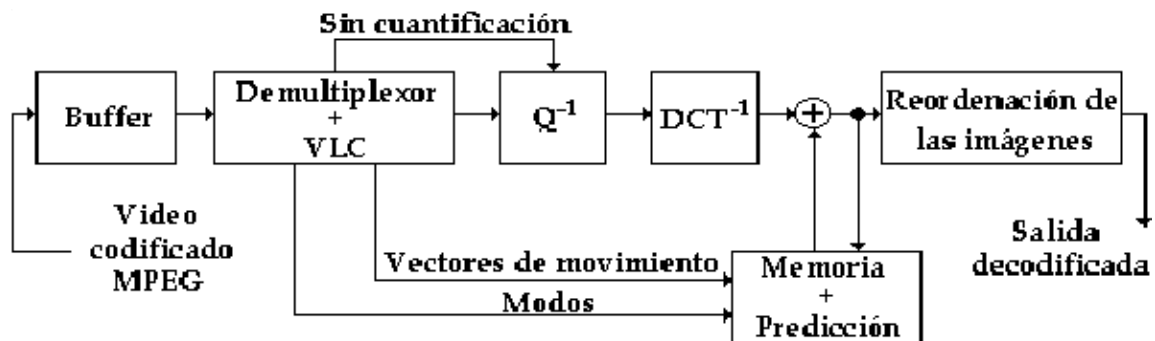 Sin cuantificación
Buffer
Demultiplexor
+
VLC
Q⁻¹
DCT⁻¹
+
Reordenación de
las imágenes
Video
codificado
MPEG
Vectores de movimiento
Modos
Memoria
+
Predicción
Salida
decodificada